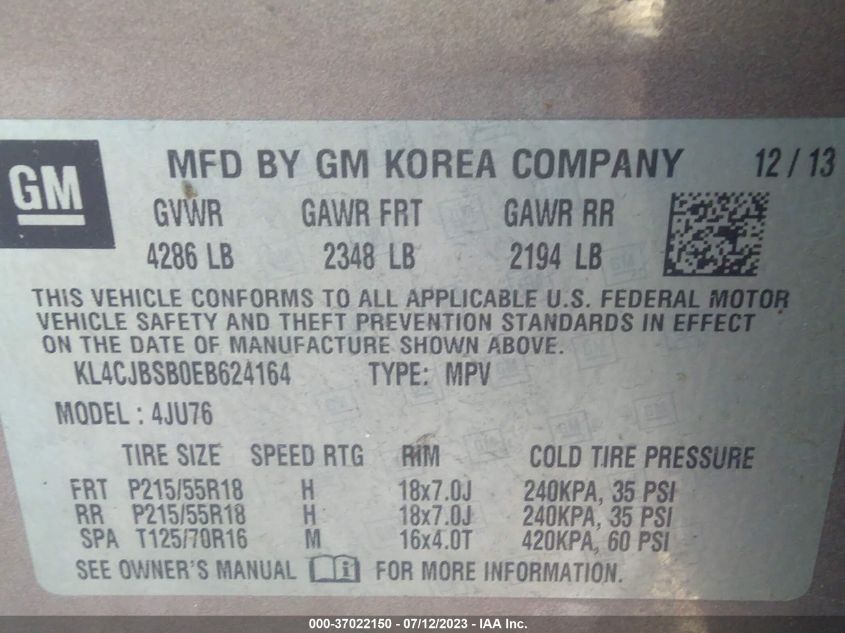 GM
MFD BY GM KOREA COMPANY 12 / 13
GVWR GAWR FRT GAWR RR
4286 LB 2348 LB 2194 LB
THIS VEHICLE CONFORMS TO ALL APPLICABLE U.S. FEDERAL MOTOR
VEHICLE SAFETY AND THEFT PREVENTION STANDARDS IN EFFECT
ON THE DATE OF MANUFACTURE SHOWN ABOVE.
KL4CJBSB0EB624164 TYPE: MPV
MODEL : 4JU76
TIRE SIZE SPEED RTG RIM COLD TIRE PRESSURE
FRT P215/55R18 H 18x7.0J 240KPA, 35 PSI
RR P215/55R18 H 18x7.0J 240KPA, 35 PSI
SPA T125/70R16 M 16x4.0T 420KPA, 60 PSI
SEE OWNER'S MANUAL i FOR MORE INFORMATION.
000-37022150 - 07/12/2023 - IAA Inc.